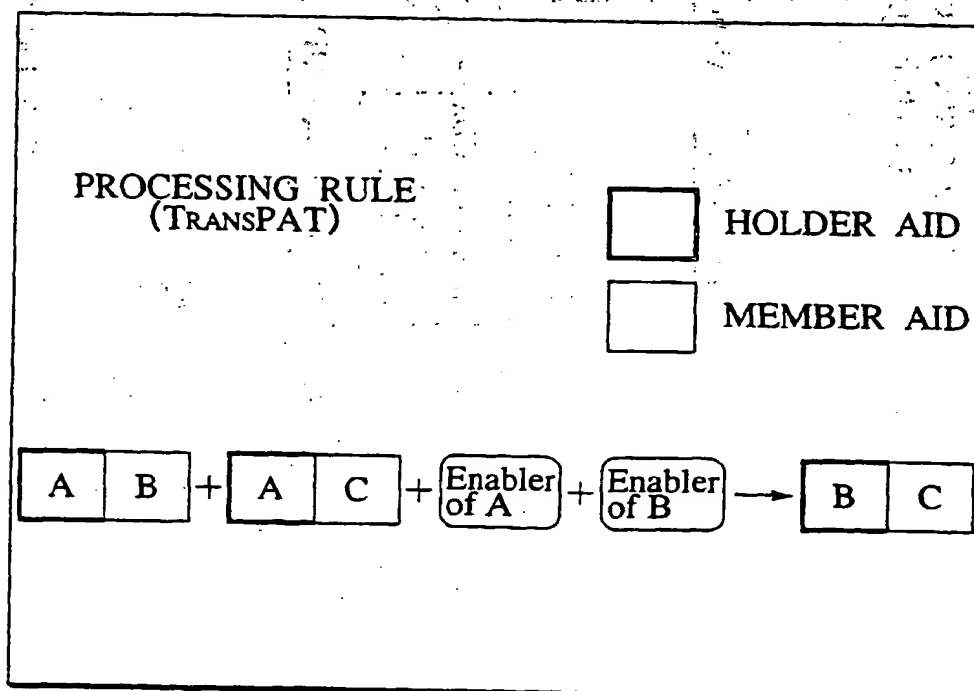 PROCESSING RULE
(TRANSPAT)
HOLDER AID
MEMBER AID
A B + A C + Enabler of A + Enabler of B → B C